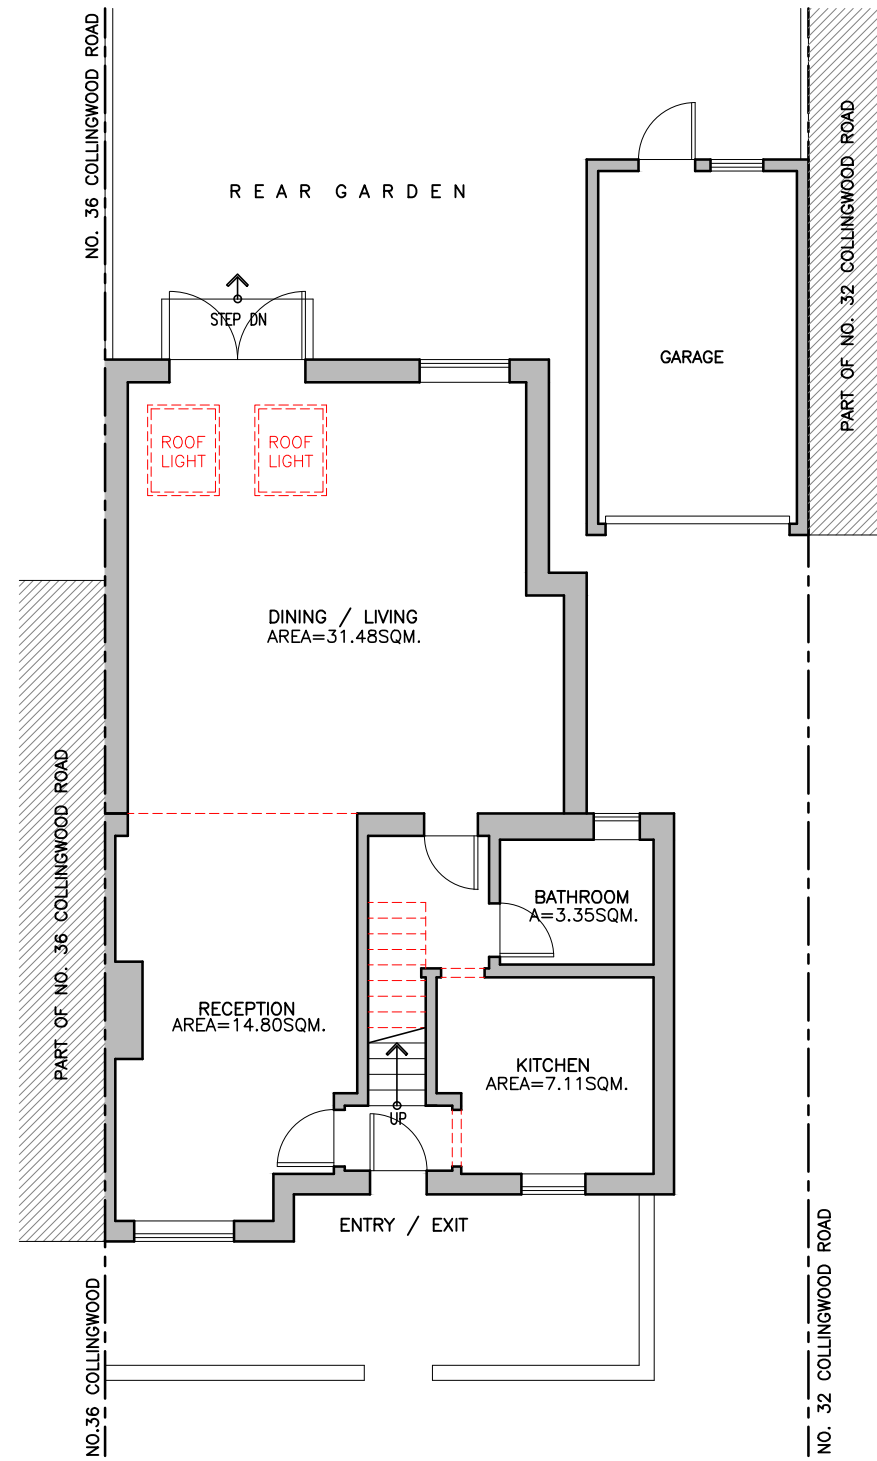 NO. 36 COLLINGWOOD ROAD
REAR GARDEN
PART OF NO. 32 COLLINGWOOD ROAD
STEP DN
GARAGE
ROOF
LIGHT
ROOF
LIGHT
DINING / LIVING
AREA=31.48SQM.
PART OF NO. 36 COLLINGWOOD ROAD
BATHROOM
A=3.35SQM.
RECEPTION
AREA=14.80SQM.
KITCHEN
AREA=7.11SQM.
UP
ENTRY / EXIT
NO.36 COLLINGWOOD
NO. 32 COLLINGWOOD ROAD